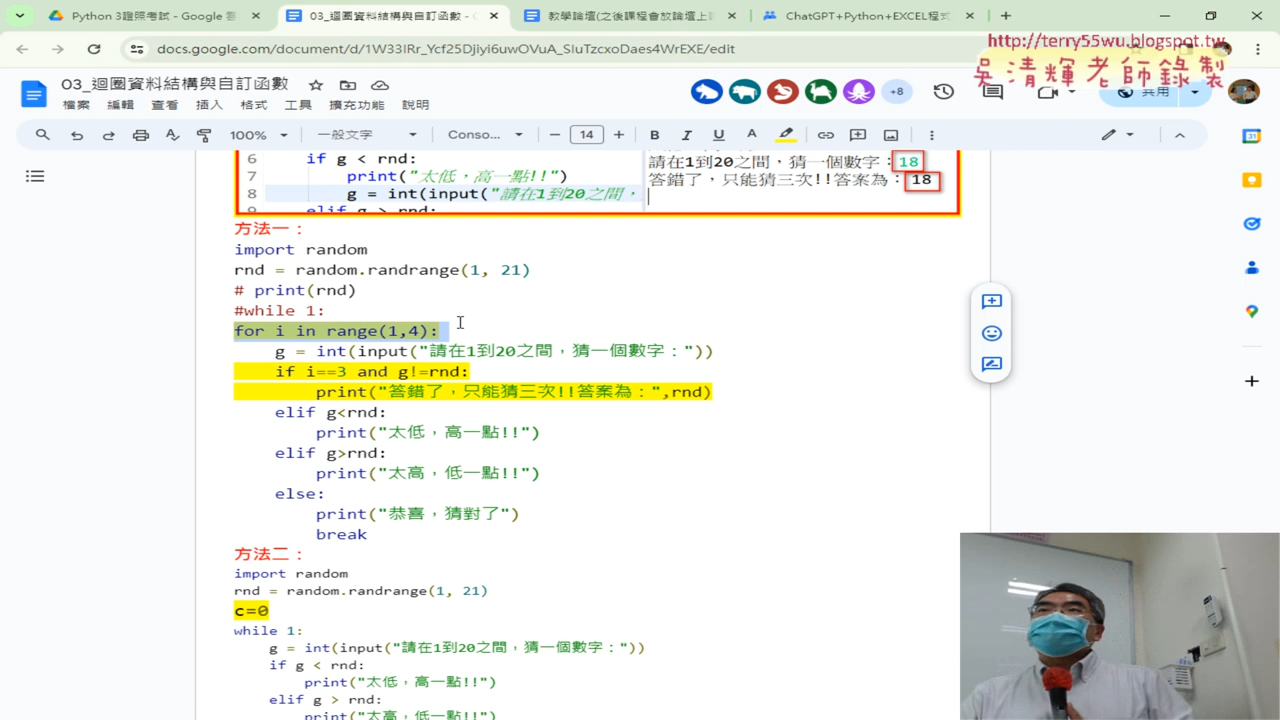 Python 3證照考試 - Google 雲
03_迴圈資料結構與自訂函數 - G
教學論壇(之後課程會放論壇上課
ChatGPT+Python+EXCEL程式
docs.google.com/document/d/1W33lRr_Ycf25Djiyi6uwOVuA_SIuTzcxoDaes4WrEXE/edit
http://terry55wu.blogspot.tw
吳清輝老師錄製
03_迴圈資料結構與自訂函數
+8
共用
檔案 編輯 查看 插入 格式 工具 擴充功能 說明
100% 一般文字 Conso... 14 B I U A
6 if g < rnd:
7 print("太低，高一點!!")
8 g = int(input("請在1到20之間，
9 elif g > rnd:
請在1到20之間，猜一個數字：18
答錯了，只能猜三次!!答案為：18
方法一：
import random
rnd = random.randrange(1, 21)
# print(rnd)
#while 1:
for i in range(1,4):
g = int(input("請在1到20之間，猜一個數字："))
if i==3 and g!=rnd:
print("答錯了，只能猜三次!!答案為：",rnd)
elif g<rnd:
print("太低，高一點!!")
elif g>rnd:
print("太高，低一點!!")
else:
print("恭喜，猜對了")
break
方法二：
import random
rnd = random.randrange(1, 21)
c=0
while 1:
g = int(input("請在1到20之間，猜一個數字："))
if g < rnd:
print("太低，高一點!!")
elif g > rnd:
print("太高，低一點!!")